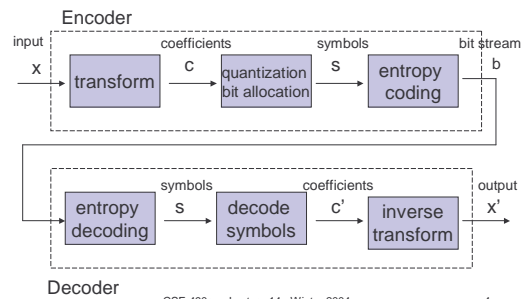 Encoder
input
coefficients
symbols
bit stream
x
transform
c
quantization
bit allocation
s
entropy
coding
b
symbols
coefficients
output
entropy
decoding
s
decode
symbols
c'
inverse
transform
x'
Decoder